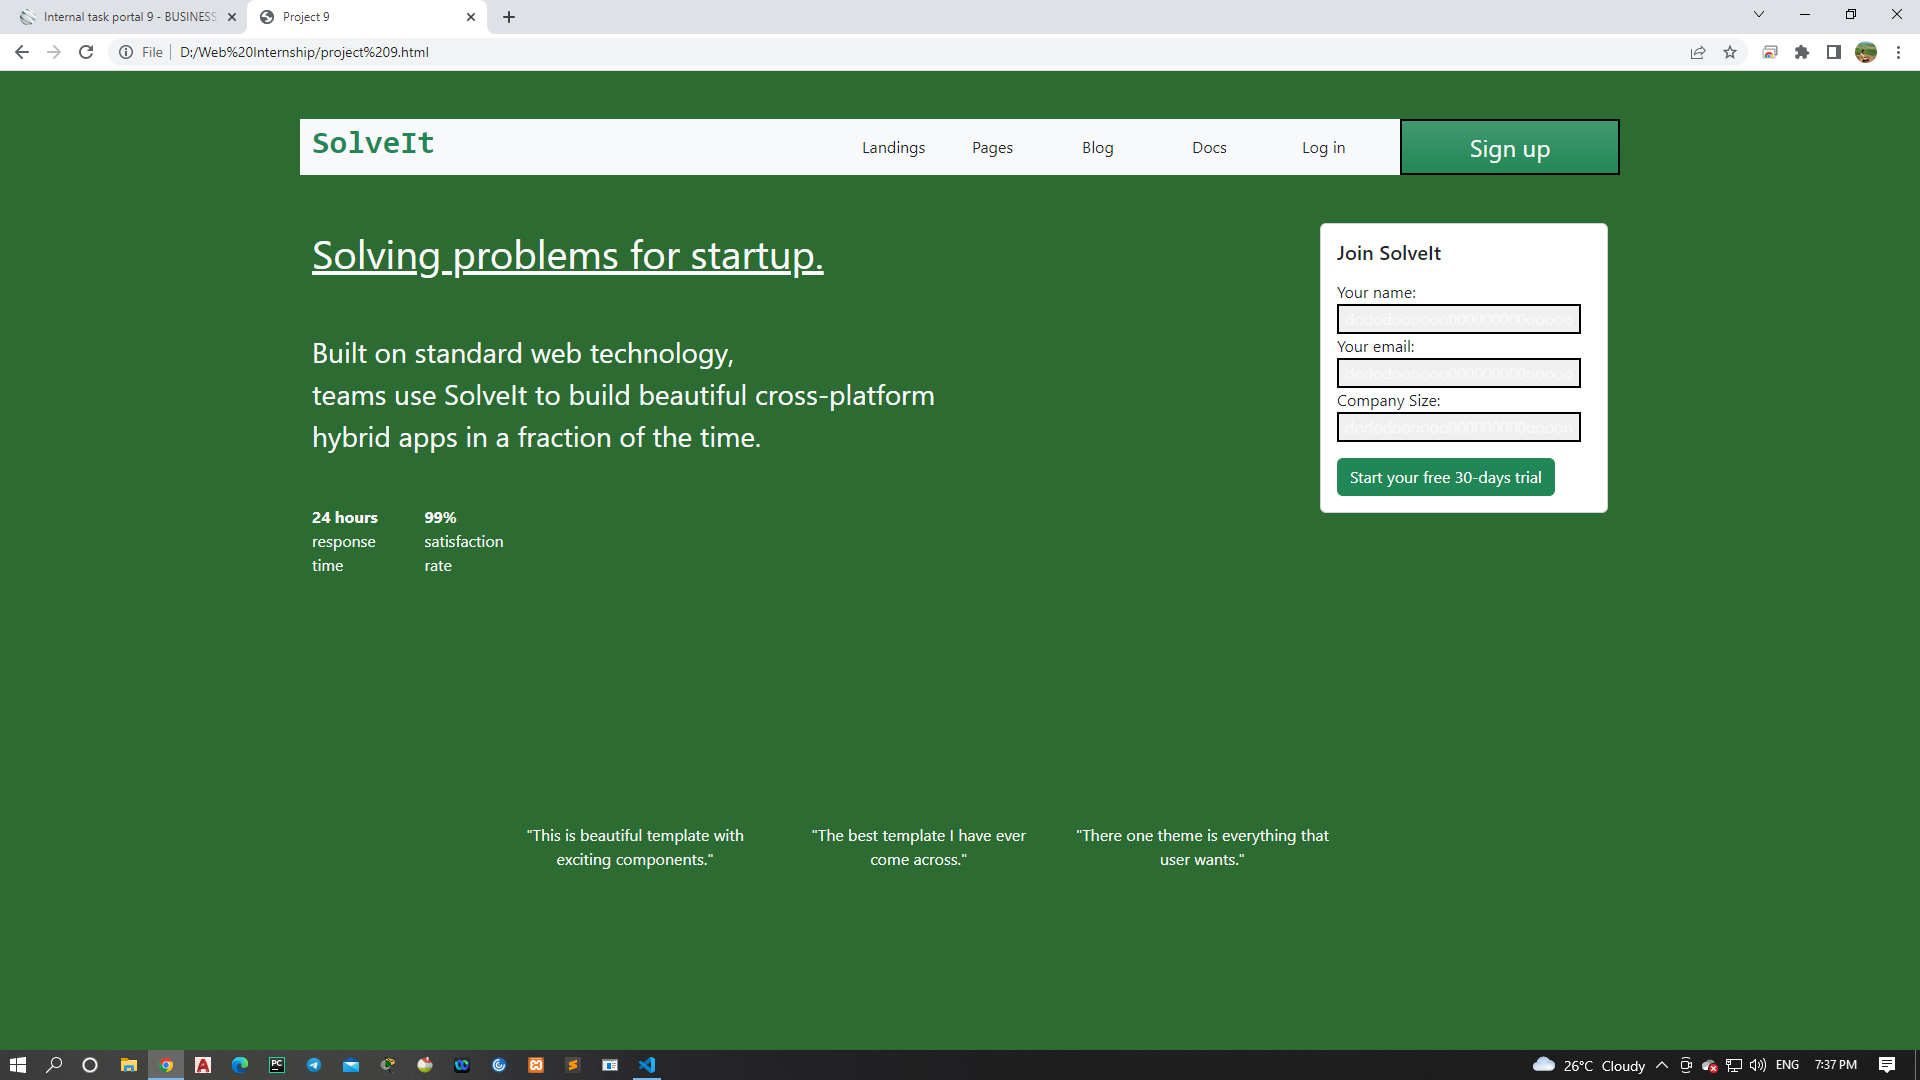 Internal task portal 9 - BUSINESS
Project 9
File
D:/Web%20Internship/project%209.html
SolveIt
Landings
Pages
Blog
Docs
Log in
Sign up
Solving problems for startup.
Built on standard web technology,
teams use SolveIt to build beautiful cross-platform
hybrid apps in a fraction of the time.
24 hours
response
time
99%
satisfaction
rate
Join SolveIt
Your name:
Your email:
Company Size:
Start your free 30-days trial
"This is beautiful template with
exciting components."
"The best template I have ever
come across."
"There one theme is everything that
user wants."
26°C Cloudy
ENG
7:37 PM